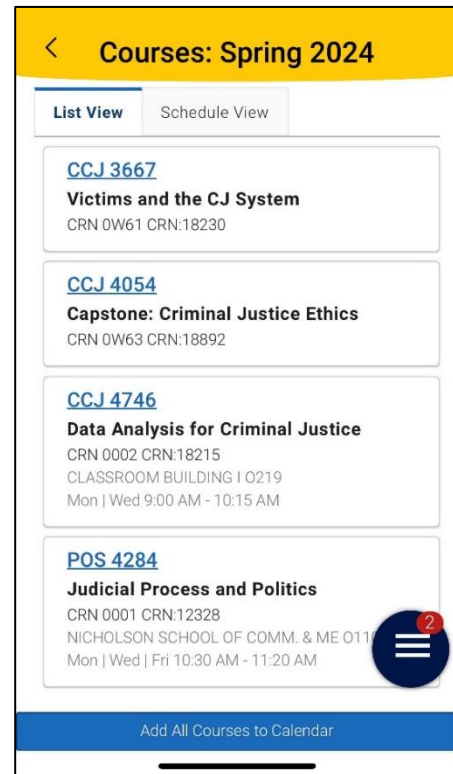 Courses: Spring 2024
List View Schedule View
CCJ 3667
Victims and the CJ System
CRN 0W61 CRN:18230
CCJ 4054
Capstone: Criminal Justice Ethics
CRN 0W63 CRN:18892
CCJ 4746
Data Analysis for Criminal Justice
CRN 0002 CRN:18215
CLASSROOM BUILDING I O219
Mon | Wed 9:00 AM - 10:15 AM
POS 4284
Judicial Process and Politics
CRN 0001 CRN:12328
NICHOLSON SCHOOL OF COMM. & ME
2
Mon | Wed | Fri 10:30 AM - 11:20 AM
Add All Courses to Calendar